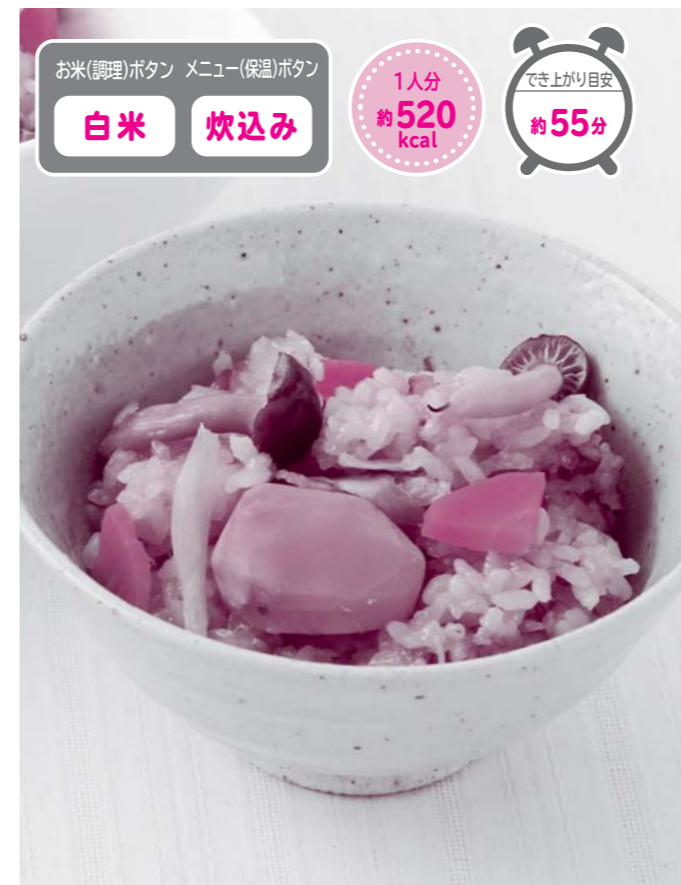 お米(調理)ボタン メニュー(保温)ボタン
白米 炊込み
1人分
約520
kcal
でき上がり目安
約55分